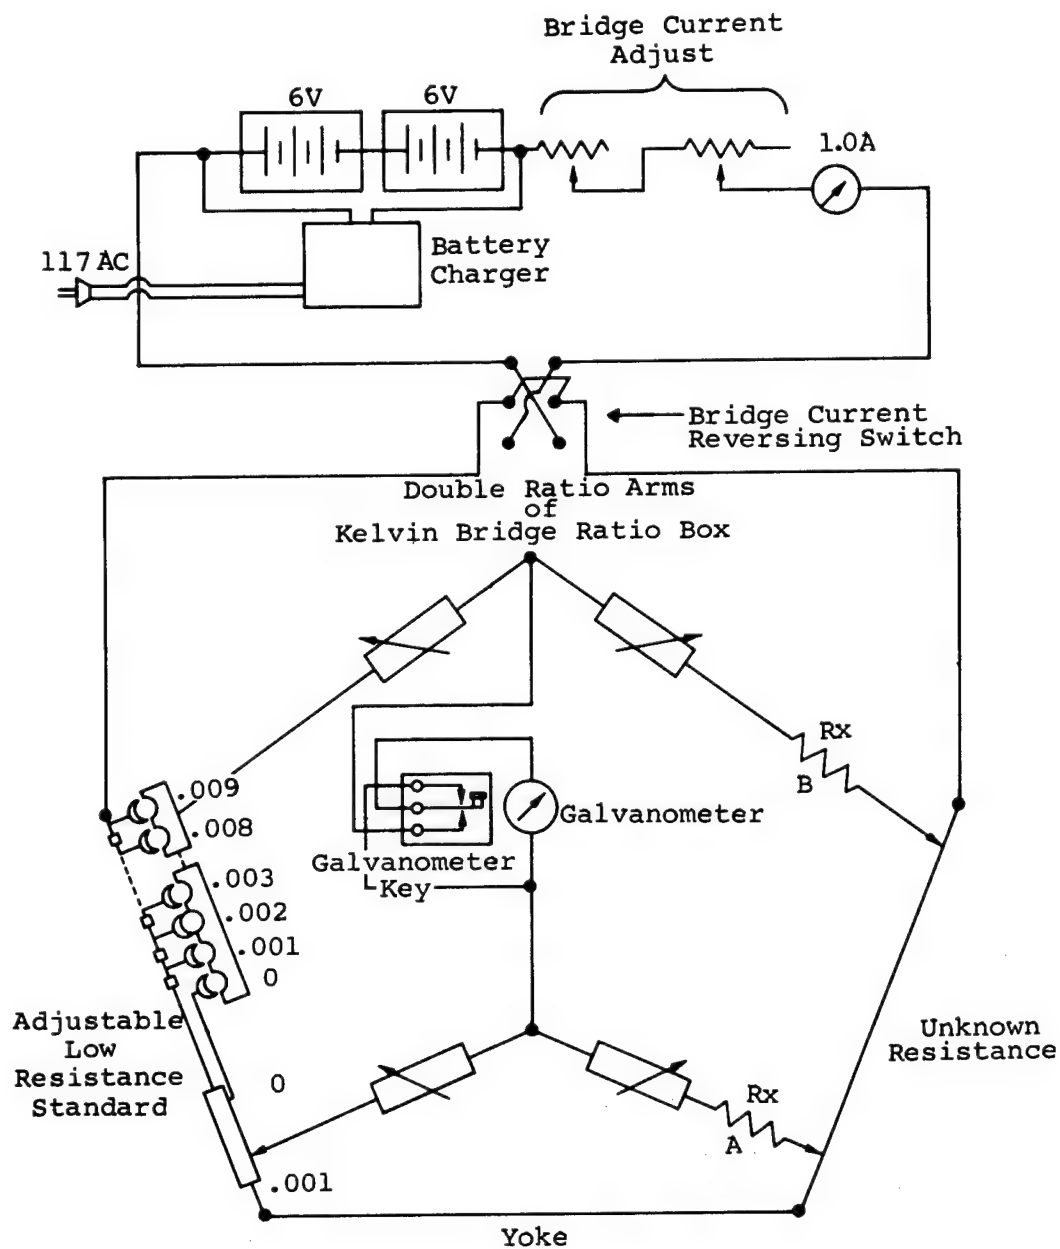 Bridge Current
Adjust
6V
6V
1.0A
117 AC
Battery
Charger
Bridge Current
Reversing Switch
Double Ratio Arms
of
Kelvin Bridge Ratio Box
Rx
B
.009
.008
Galvanometer
Galvanometer
Key
.003
.002
.001
0
Adjustable
Low
Resistance
Standard
0
.001
Unknown
Resistance
Rx
A
Yoke